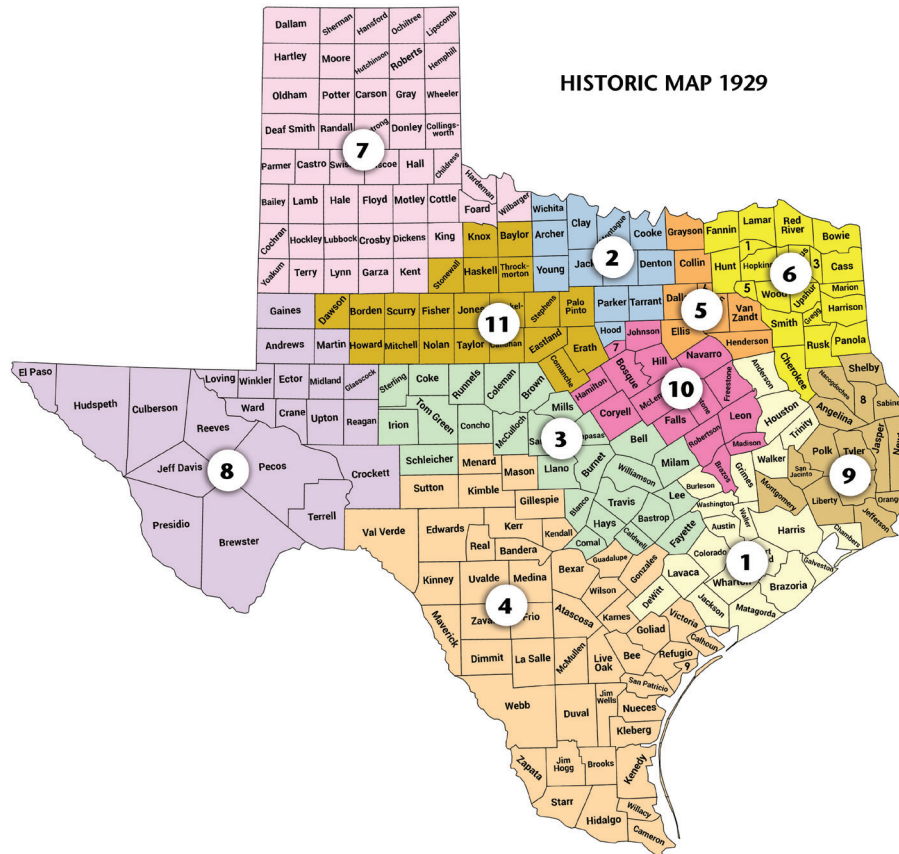 HISTORIC MAP 1929
Dallam
Sherman
Hansford
Ochiltree
Lipscomb
Hartley
Moore
Hutchinson
Roberts
Hemphill
Oldham
Potter
Carson
Gray
Wheeler
Deaf Smith
Randall
Donley
Collings-
worth
7
Parmer
Castro
Hall
Childress
Bailey
Lamb
Hale
Floyd
Motley
Cottle
Hardeman
Foard
Wilbarger
Cochran
Hockley
Lubbock
Crosby
Dickens
King
Yoakum
Terry
Lynn
Garza
Kent
Stonewall
Knox
Baylor
Haskell
Throck-
morton
Wichita
Archer
Clay
Cooke
Young
Denton
2
Parker
Tarrant
Hood
Grayson
Collin
5
Ellis
Van
Zandt
Henderson
Fannin
Lamar
Red
River
Bowie
1
Hunt
3
Cass
6
5
Wood
Upshur
Marion
Harrison
Gregg
Smith
Rusk
Panola
Cherokee
Gaines
Dawson
Borden
Scurry
Fisher
Stephens
Palo
Pinto
11
Andrews
Martin
Howard
Mitchell
Nolan
Taylor
Eastland
Erath
Comanche
Johnson
7
Bosque
Hill
Navarro
Hamilton
10
Freestone
Coryell
Falls
Leon
Robertson
Madison
Brazos
El Paso
Hudspeth
Culberson
Loving
Winkler
Ector
Midland
Glasscock
Reeves
Ward
Crane
Upton
Reagan
Jeff Davis
8
Pecos
Crockett
Presidio
Brewster
Terrell
Sterling
Coke
Runnels
Coleman
Brown
Irion
Tom Green
Concho
McCulloch
Mills
3
Schleicher
Llano
Burnet
Bell
Williamson
Milam
Blanco
Travis
Lee
Hays
Bastrop
Comal
Caldwell
Fayette
Menard
Mason
Sutton
Kimble
Gillespie
Val Verde
Edwards
Kerr
Kendall
Real
Bandera
Kinney
Uvalde
Medina
Bexar
Guadalupe
Gonzales
4
Frio
Wilson
Atascosa
Karnes
Maverick
Dimmit
La Salle
McMullen
Live
Oak
Bee
Goliad
Victoria
Calhoun
Refugio
9
San Patricio
Webb
Duval
Jim
Wells
Nueces
Kleberg
Zapata
Jim
Hogg
Brooks
Kenedy
Starr
Hidalgo
Willacy
Cameron
Anderson
Houston
Trinity
Walker
Grimes
Burleson
Washington
Waller
Austin
Harris
Chambers
Colorado
1
Galveston
Lavaca
Wharton
Brazoria
DeWitt
Jackson
Matagorda
Shelby
Nacogdoches
8
Sabine
Angelina
Polk
Tyler
Jasper
San
Jacinto
9
Montgomery
Liberty
Orange
Jefferson